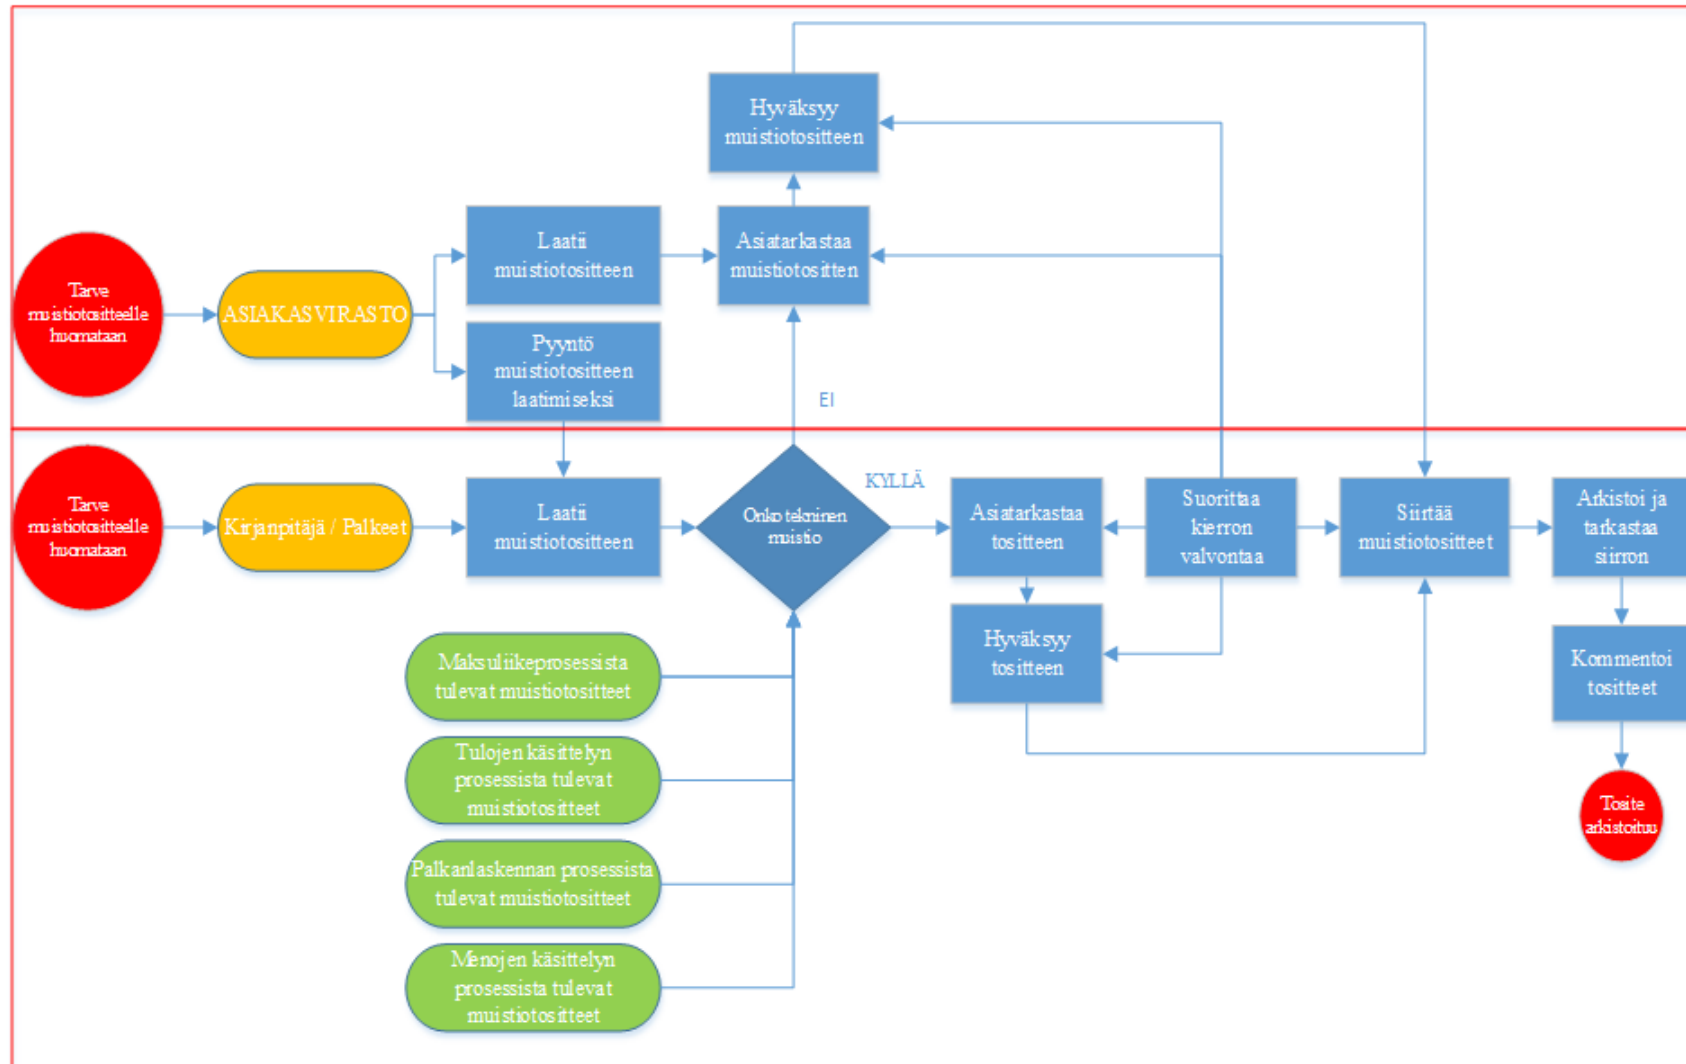 Hyväksyy
muistiotositteen
Laatii
muistiotositteen
Asiatarkastaa
muistiotositten
Tarve
muistiotositteelle
huomataan
ASIAKASVIRASTO
Pyyntö
muistiotositteen
laatimiseksi
EI
Tarve
muistiotositteelle
huomataan
Kirjanpitäjä / Palkeet
Laatii
muistiotositteen
Onko tekninen
muistio
KYLLÄ
Asiatarkastaa
tositteen
Suorittaa
kierron
valvontaa
Siirtää
muistiotositteet
Arkistoi ja
tarkastaa
siirron
Hyväksyy
tositteen
Kommentoi
tositteet
Maksuliikeprosessista
tulevat muistiotositteet
Tulojen käsittelyn
prosessista tulevat
muistiotositteet
Tosite
arkistoituu
Palkanlaskennan prosessista
tulevat muistiotositteet
Menojen käsittelyn
prosessista tulevat
muistiotositteet